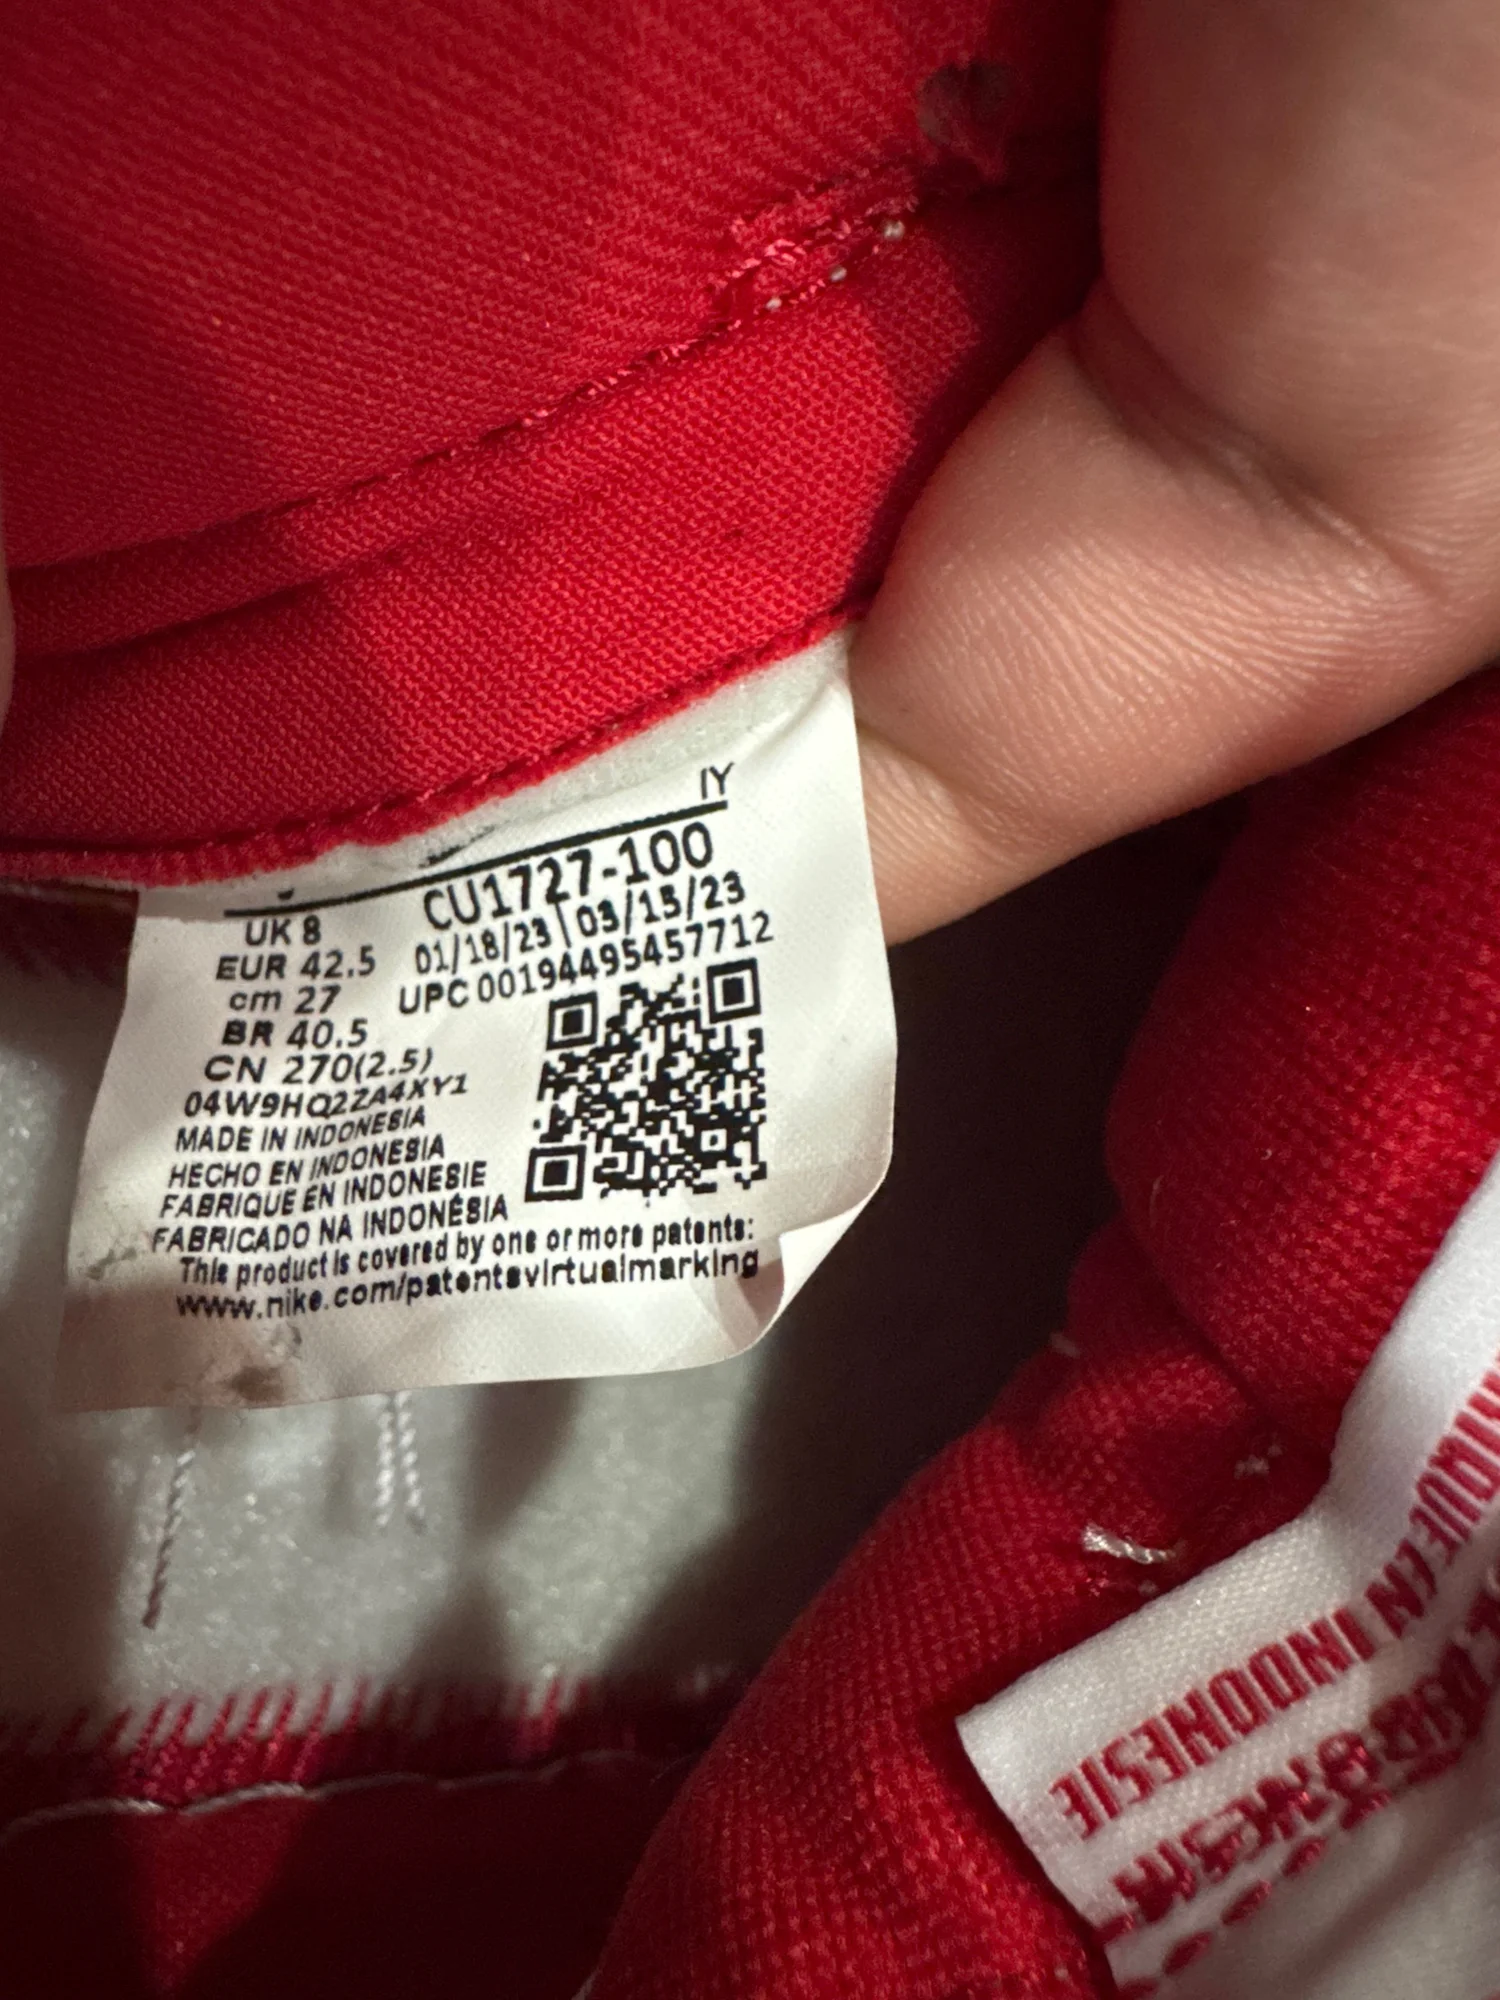 IY
CU1727-100
UK 8
01/18/23 | 03/15/23
EUR 42.5
UPC 00194495457712
cm 27
BR 40.5
CN 270(2.5)
04W9HQ2ZA4XY1
MADE IN INDONESIA
HECHO EN INDONESIA
FABRIQUE EN INDONESIE
FABRICADO NA INDONÉSIA
This product is covered by one or more patents:
www.nike.com/patentsvirtualmarking
EN INDONESIE